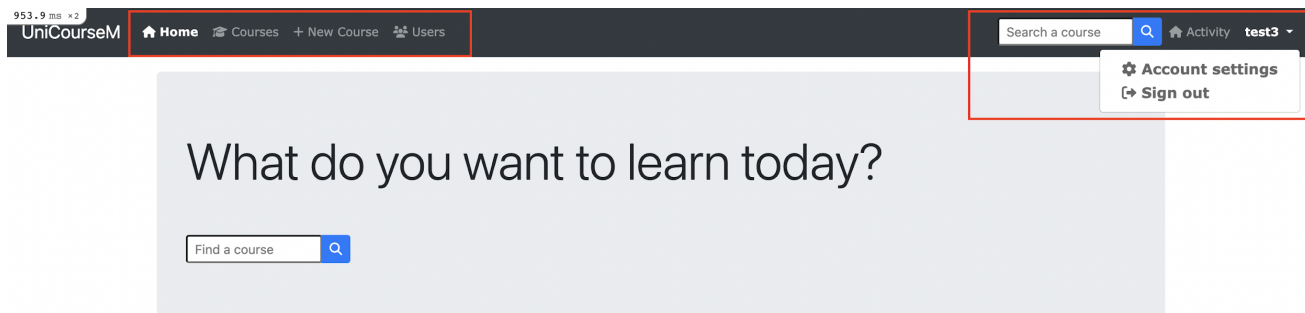 953.9 ms ×2
UniCourseM Home Courses + New Course Users Search a course Activity test3
Account settings
Sign out
What do you want to learn today?
Find a course